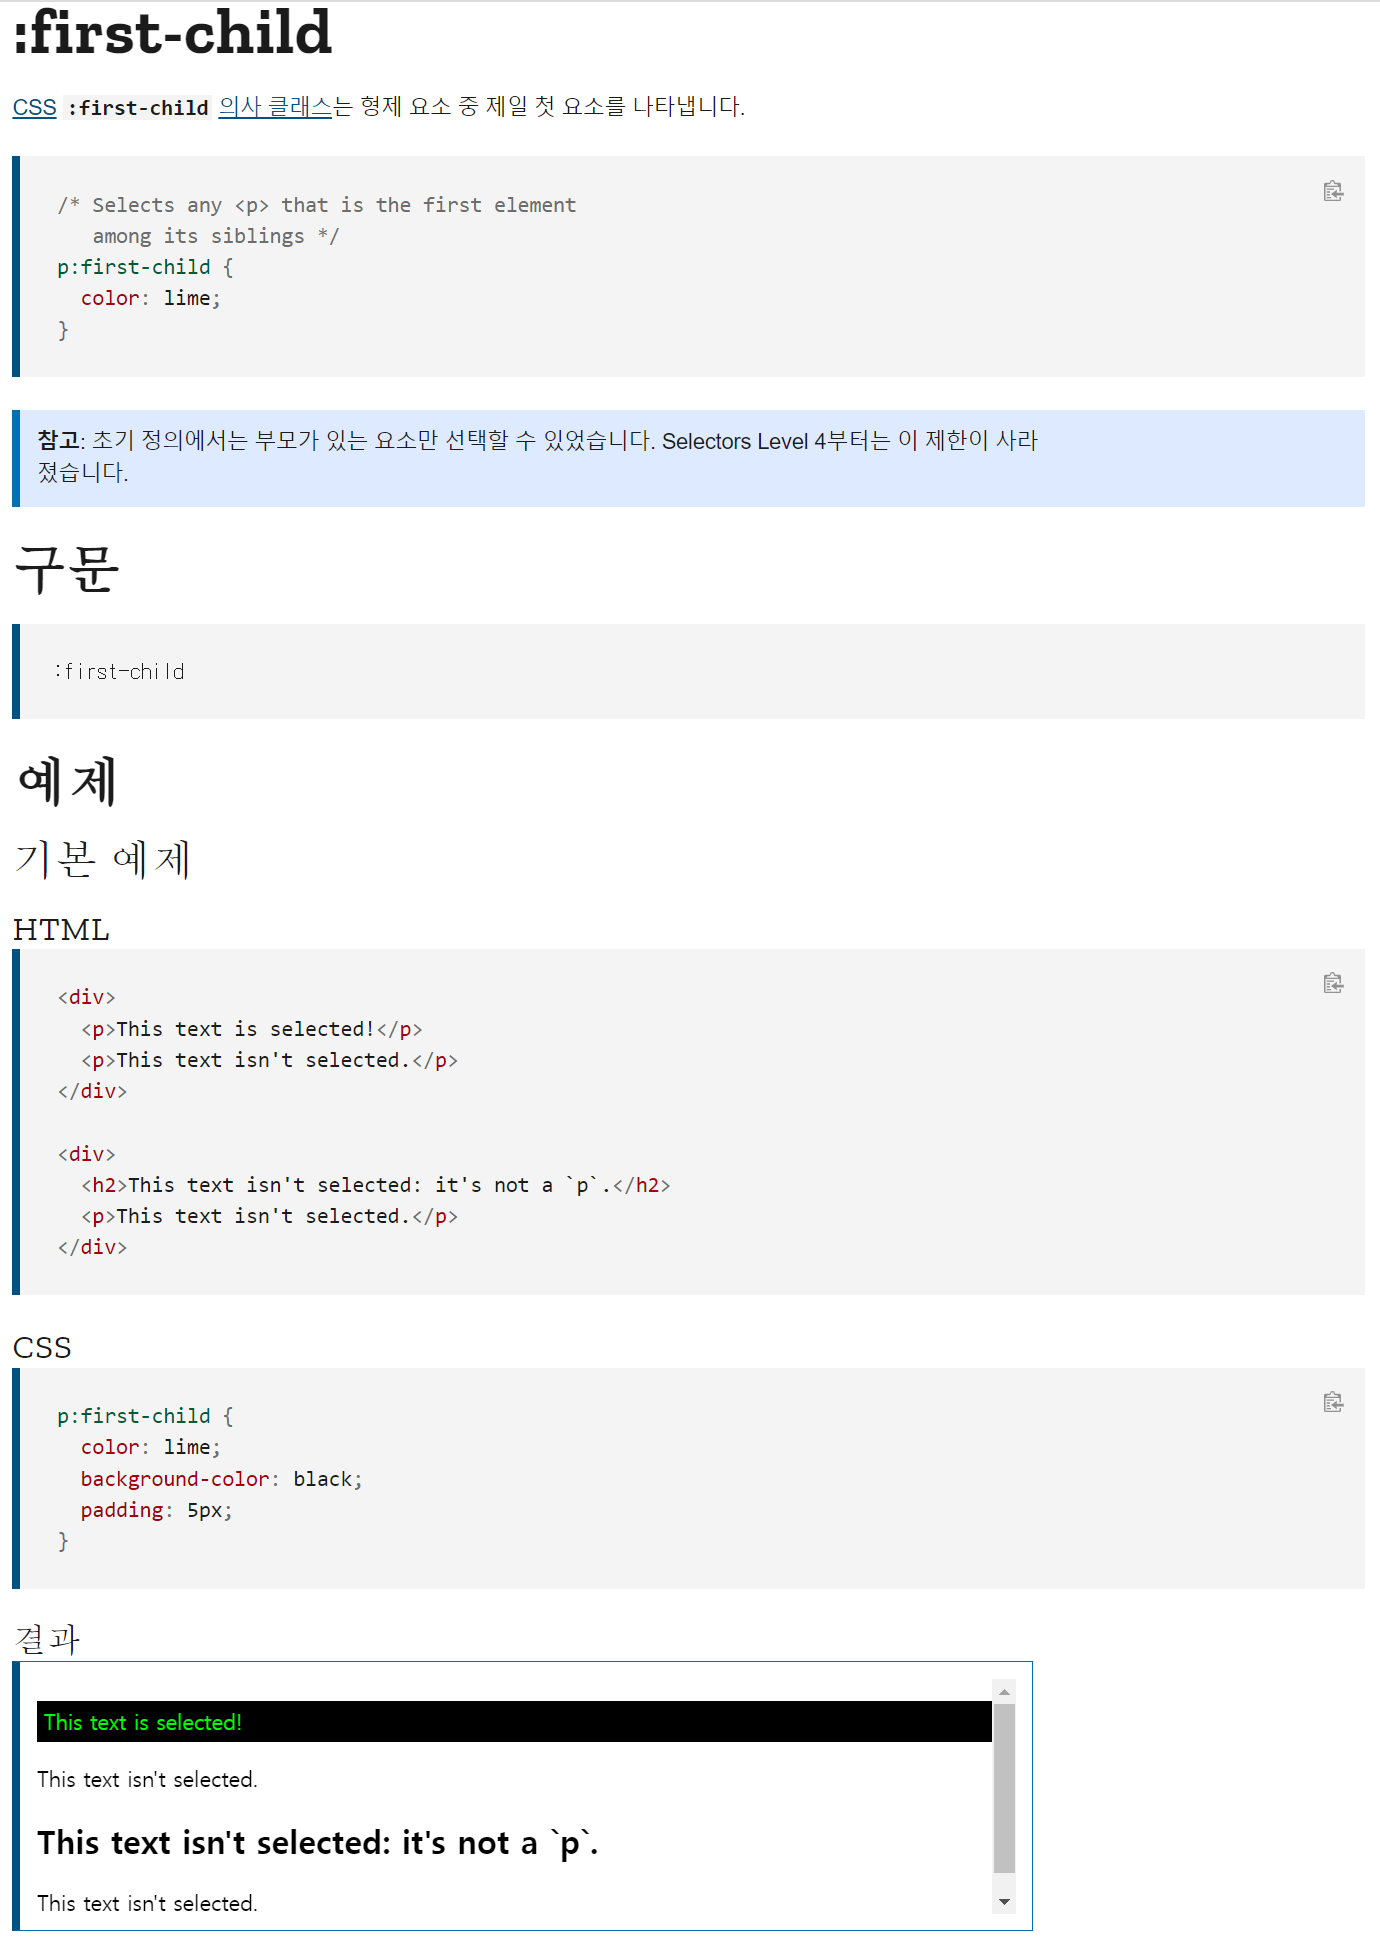 :first-child
CSS :first-child 의사 클래스는 형제 요소 중 제일 첫 요소를 나타냅니다.
/* Selects any <p> that is the first element
   among its siblings */
p:first-child {
  color: lime;
}
참고: 초기 정의에서는 부모가 있는 요소만 선택할 수 있었습니다. Selectors Level 4부터는 이 제한이 사라
졌습니다.
구문
:first-child
예제
기본 예제
HTML
<div>
  <p>This text is selected!</p>
  <p>This text isn't selected.</p>
</div>

<div>
  <h2>This text isn't selected: it's not a `p`.</h2>
  <p>This text isn't selected.</p>
</div>
CSS
p:first-child {
  color: lime;
  background-color: black;
  padding: 5px;
}
결과
This text is selected!
This text isn't selected.
This text isn't selected: it's not a `p`.
This text isn't selected.